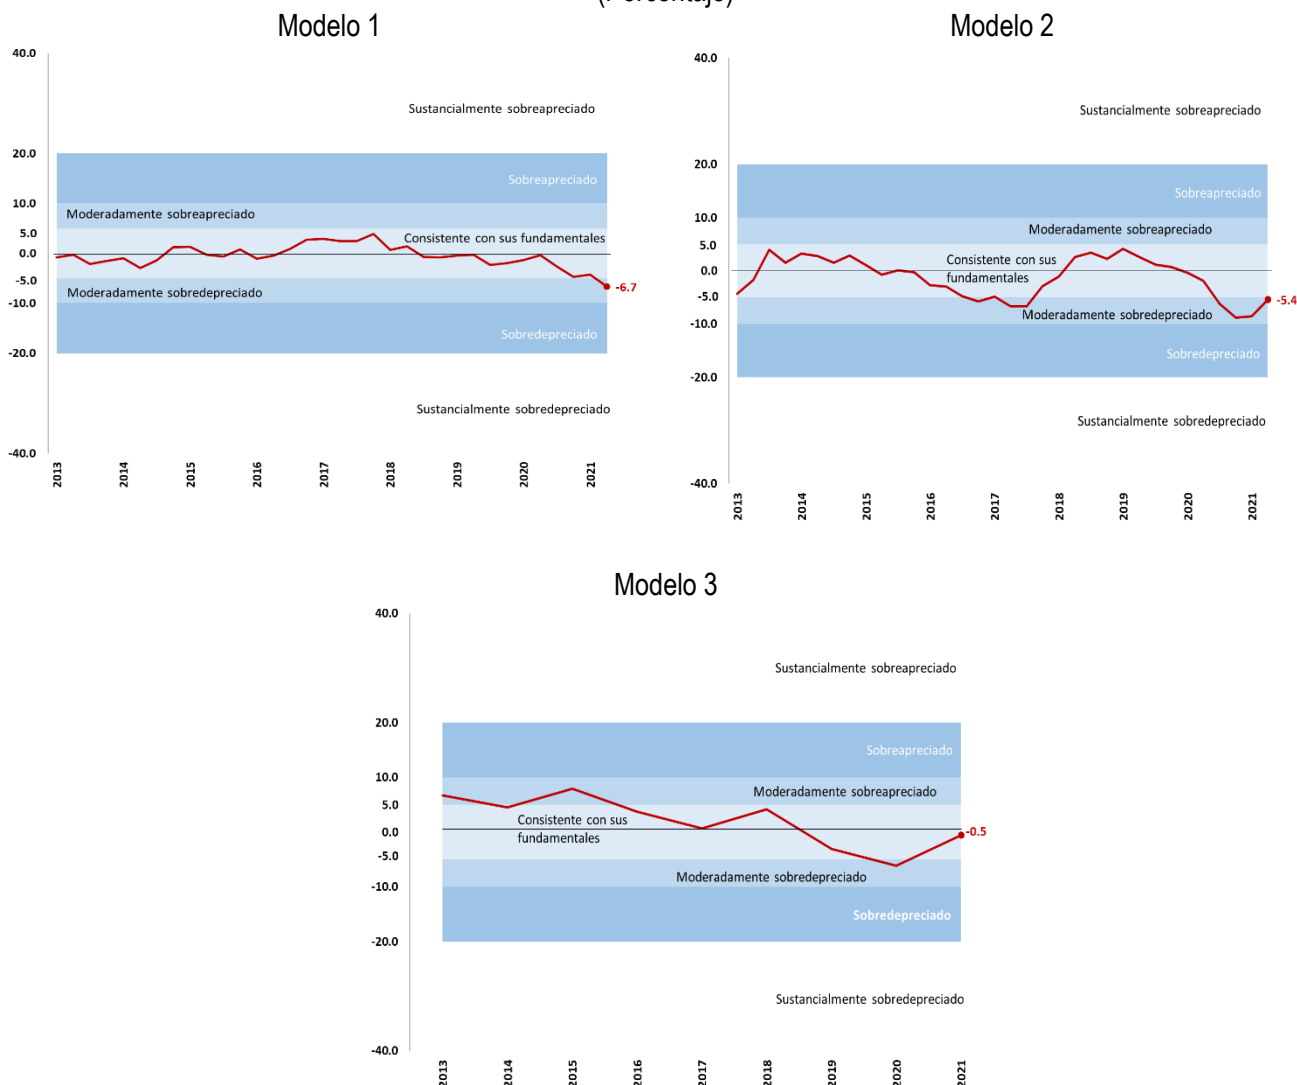 (Porcentaje)
Modelo 1
40.0
20.0
10.0
5.0
0.0
-5.0
-10.0
-20.0
-40.0
Sustancialmente sobreapreciado
Sobreapreciado
Moderadamente sobreapreciado
Consistente con sus fundamentales
Moderadamente sobredepreciado
-6.7
Sobredepreciado
Sustancialmente sobredepreciado
2013
2014
2015
2016
2017
2018
2019
2020
2021
Modelo 2
40.0
20.0
10.0
5.0
0.0
-5.0
-10.0
-20.0
-40.0
Sustancialmente sobreapreciado
Sobreapreciado
Moderadamente sobreapreciado
Consistente con sus
fundamentales
-5.4
Moderadamente sobredepreciado
Sobredepreciado
Sustancialmente sobredepreciado
2013
2014
2015
2016
2017
2018
2019
2020
2021
Modelo 3
40.0
20.0
10.0
5.0
0.0
-5.0
-10.0
-20.0
-40.0
Sustancialmente sobreapreciado
Sobreapreciado
Moderadamente sobreapreciado
Consistente con sus
fundamentales
-0.5
Moderadamente sobredepreciado
Sobredepreciado
Sustancialmente sobredepreciado
2013
2014
2015
2016
2017
2018
2019
2020
2021